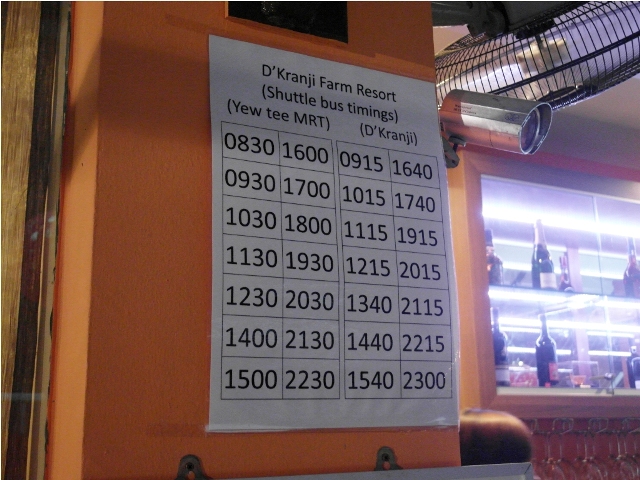 D'Kranji Farm Resort
(Shuttle bus timings)
(Yew tee MRT) (D'Kranji)
0830 1600 0915 1640
0930 1700 1015 1740
1030 1800 1115 1915
1130 1930 1215 2015
1230 2030 1340 2115
1400 2130 1440 2215
1500 2230 1540 2300